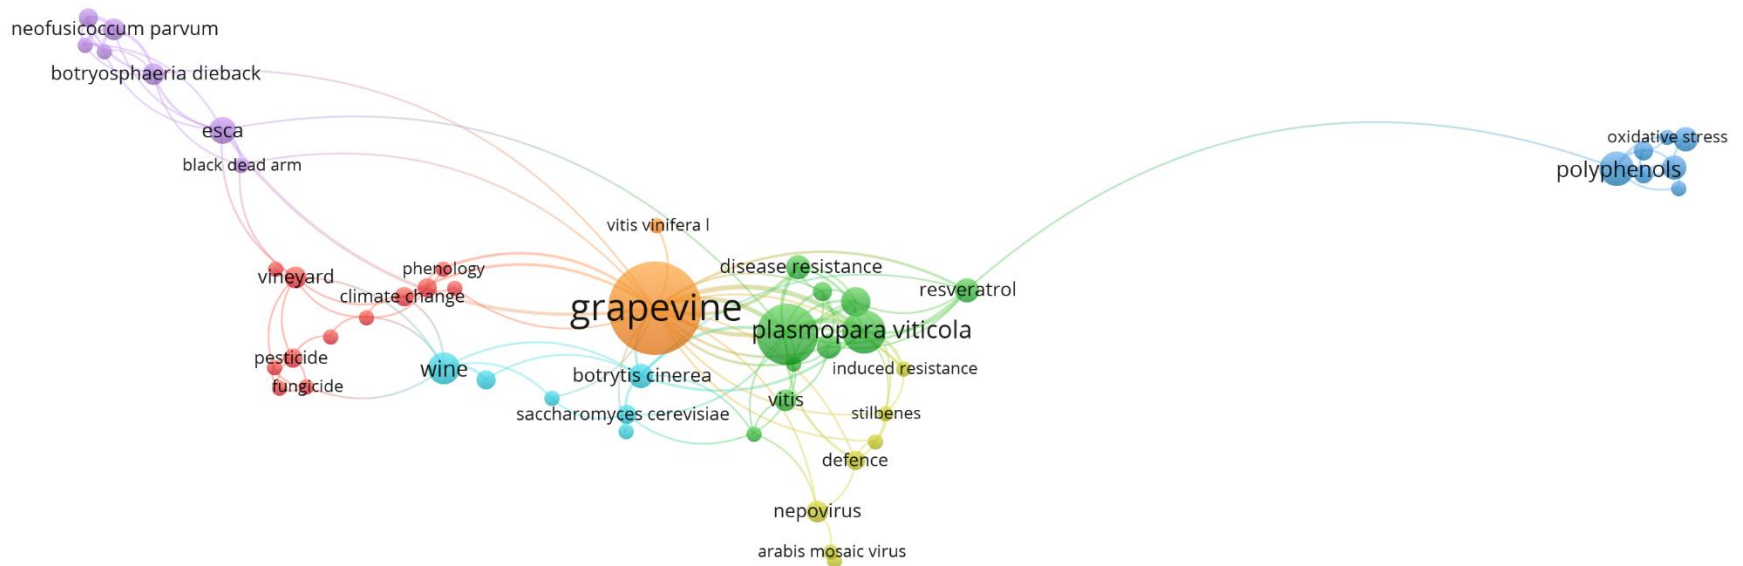 neofusicoccum parvum
botryosphaeria dieback
esca
oxidative stress
black dead arm
polyphenols
vitis vinifera l
disease resistance
phenology
vineyard
resveratrol
climate change
grapevine
plasmopara viticola
pesticide
wine
botrytis cinerea
induced resistance
fungicide
vitis
saccharomyces cerevisiae
stilbenes
defence
nepovirus
arabis mosaic virus